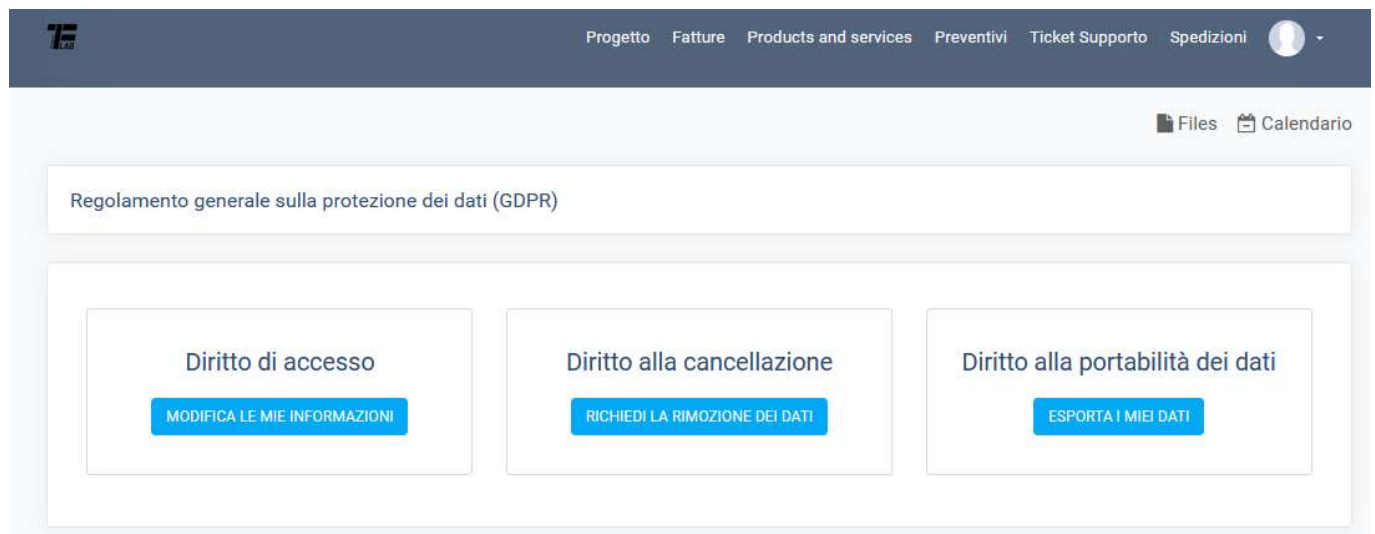 TE LAB
Progetto Fatture Products and services Preventivi Ticket Supporto Spedizioni
Files Calendario
Regolamento generale sulla protezione dei dati (GDPR)
Diritto di accesso Diritto alla cancellazione Diritto alla portabilità dei dati
MODIFICA LE MIE INFORMAZIONI RICHIEDI LA RIMOZIONE DEI DATI ESPORTA I MIEI DATI